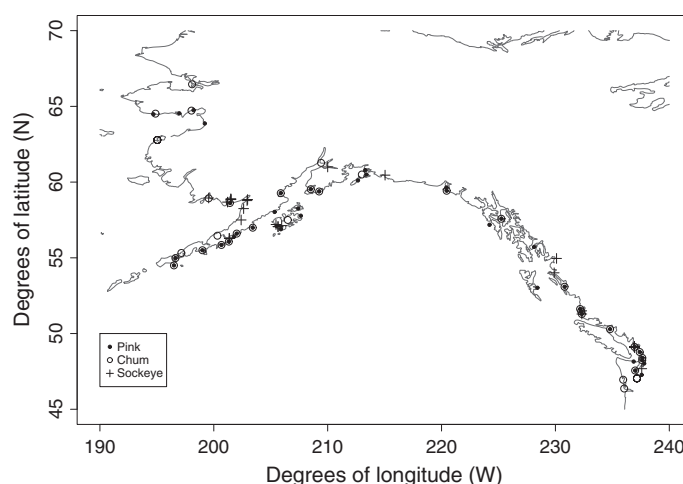 70
65
60
55
50
45
Degrees of latitude (N)
Pink
Chum
Sockeye
190
200
210
220
230
240
Degrees of longitude (W)